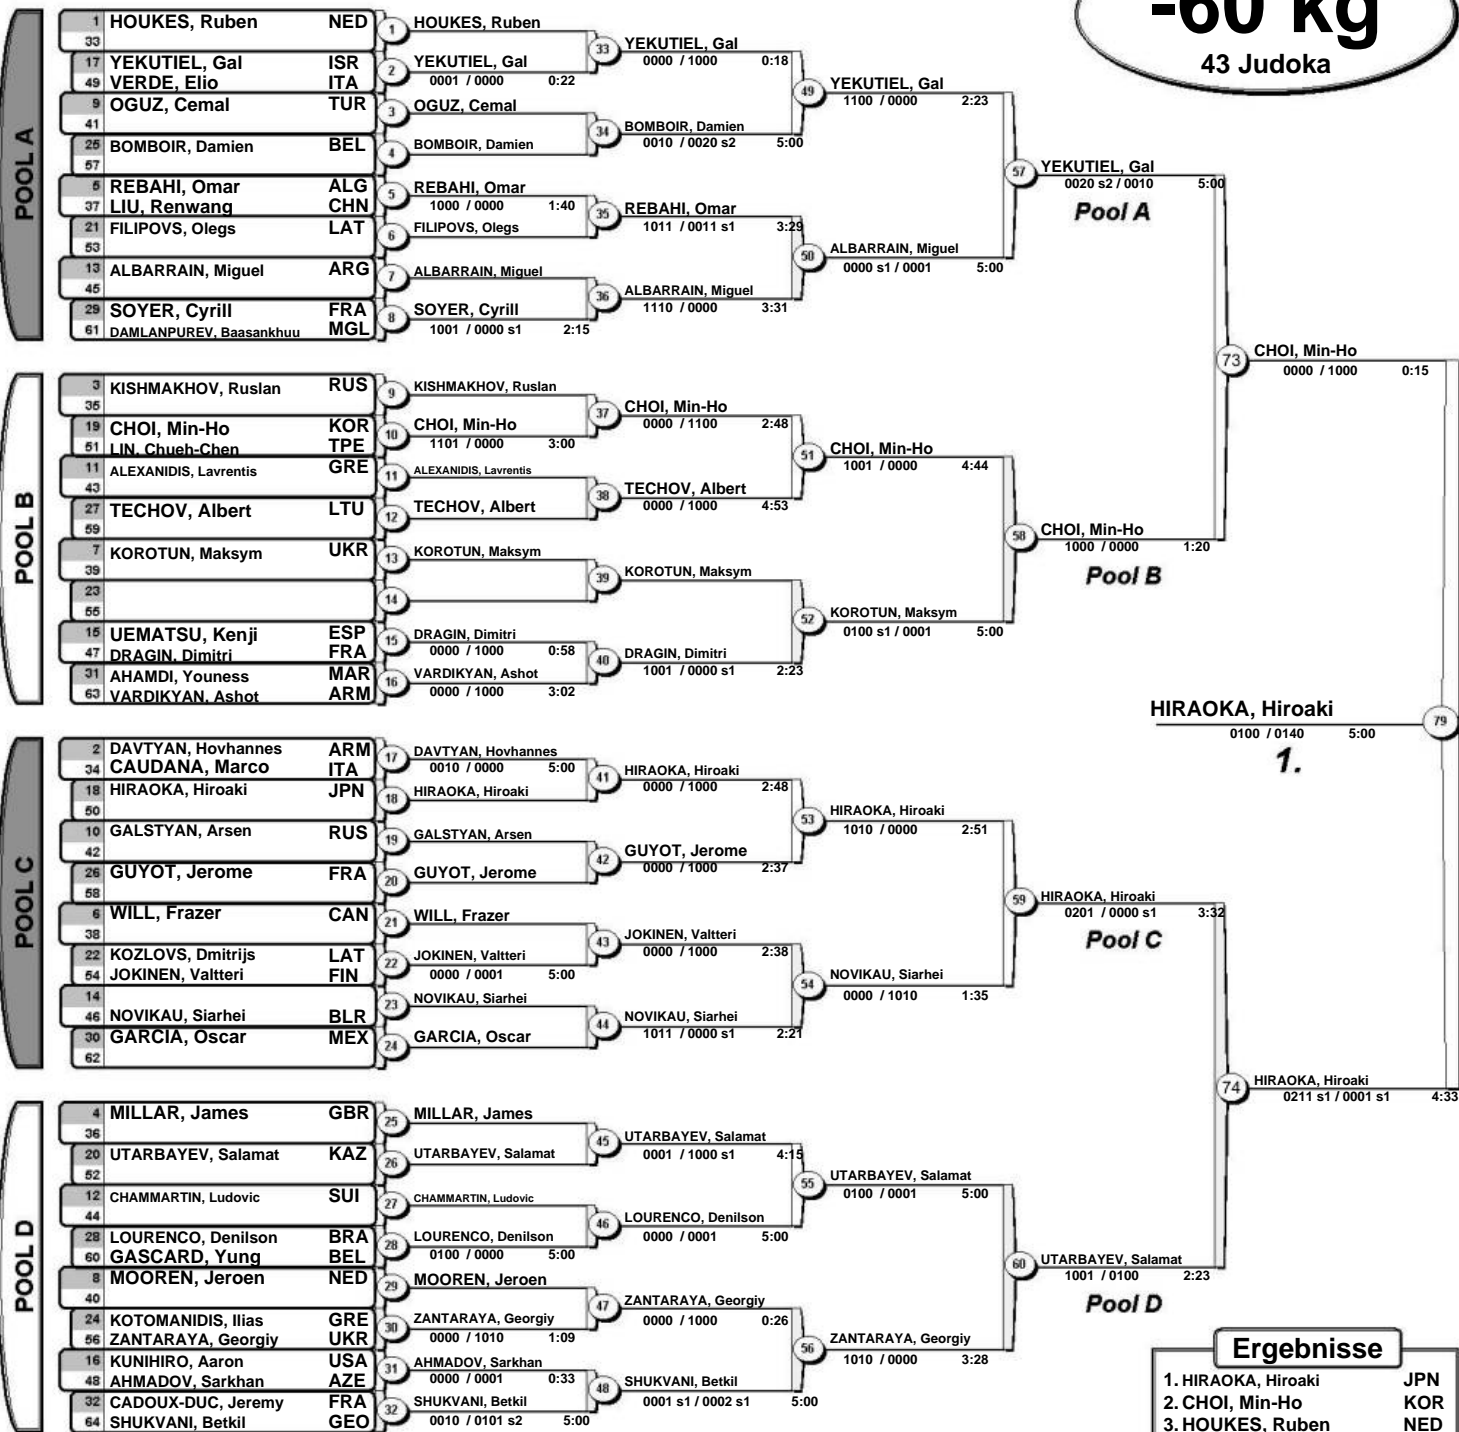 -60 kg
43 Judoka
POOL A
1 HOUKES, Ruben NED
33
17 YEKUTIEL, Gal ISR
49 VERDE, Elio ITA
9 OGUZ, Cemal TUR
41
25 BOMBOIR, Damien BEL
57
5 REBAHI, Omar ALG
37 LIU, Renwang CHN
21 FILIPOVS, Olegs LAT
53
13 ALBARRAIN, Miguel ARG
45
29 SOYER, Cyrill FRA
61 DAMLANPUREV, Baasankhuu MGL
1 HOUKES, Ruben
2 YEKUTIEL, Gal
0001 / 0000 0:22
3 OGUZ, Cemal
4 BOMBOIR, Damien
5 REBAHI, Omar
1000 / 0000 1:40
6 FILIPOVS, Olegs
7 ALBARRAIN, Miguel
8 SOYER, Cyrill
1001 / 0000 s1 2:15
33 YEKUTIEL, Gal
0000 / 1000 0:18
34 BOMBOIR, Damien
0010 / 0020 s2 5:00
35 REBAHI, Omar
1011 / 0011 s1 3:29
36 ALBARRAIN, Miguel
1110 / 0000 3:31
49 YEKUTIEL, Gal
1100 / 0000 2:23
50 ALBARRAIN, Miguel
0000 s1 / 0001 5:00
57 YEKUTIEL, Gal
0020 s2 / 0010 5:00
Pool A
POOL B
3 KISHMAKHOV, Ruslan RUS
35
19 CHOI, Min-Ho KOR
51 LIN, Chueh-Chen TPE
11 ALEXANIDIS, Lavrentis GRE
43
27 TECHOV, Albert LTU
59
7 KOROTUN, Maksym UKR
39
23
55
15 UEMATSU, Kenji ESP
47 DRAGIN, Dimitri FRA
31 AHAMDI, Youness MAR
63 VARDIKYAN, Ashot ARM
9 KISHMAKHOV, Ruslan
10 CHOI, Min-Ho
1101 / 0000 3:00
11 ALEXANIDIS, Lavrentis
12 TECHOV, Albert
13 KOROTUN, Maksym
14
15 DRAGIN, Dimitri
0000 / 1000 0:58
16 VARDIKYAN, Ashot
0000 / 1000 3:02
37 CHOI, Min-Ho
0000 / 1100 2:48
38 TECHOV, Albert
0000 / 1000 4:53
39 KOROTUN, Maksym
40 DRAGIN, Dimitri
1001 / 0000 s1 2:23
51 CHOI, Min-Ho
1001 / 0000 4:44
52 KOROTUN, Maksym
0100 s1 / 0001 5:00
58 CHOI, Min-Ho
1000 / 0000 1:20
Pool B
73 CHOI, Min-Ho
0000 / 1000 0:15
HIRAOKA, Hiroaki 79
0100 / 0140 5:00
1.
POOL C
2 DAVTYAN, Hovhannes ARM
34 CAUDANA, Marco ITA
18 HIRAOKA, Hiroaki JPN
50
10 GALSTYAN, Arsen RUS
42
26 GUYOT, Jerome FRA
58
6 WILL, Frazer CAN
38
22 KOZLOVS, Dmitrijs LAT
54 JOKINEN, Valtteri FIN
14
46 NOVIKAU, Siarhei BLR
30 GARCIA, Oscar MEX
62
17 DAVTYAN, Hovhannes
0010 / 0000 5:00
18 HIRAOKA, Hiroaki
19 GALSTYAN, Arsen
20 GUYOT, Jerome
21 WILL, Frazer
22 JOKINEN, Valtteri
0000 / 0001 5:00
23 NOVIKAU, Siarhei
24 GARCIA, Oscar
41 HIRAOKA, Hiroaki
0000 / 1000 2:48
42 GUYOT, Jerome
0000 / 1000 2:37
43 JOKINEN, Valtteri
0000 / 1000 2:38
44 NOVIKAU, Siarhei
1011 / 0000 s1 2:21
53 HIRAOKA, Hiroaki
1010 / 0000 2:51
54 NOVIKAU, Siarhei
0000 / 1010 1:35
59 HIRAOKA, Hiroaki
0201 / 0000 s1 3:32
Pool C
POOL D
4 MILLAR, James GBR
36
20 UTARBAYEV, Salamat KAZ
52
12 CHAMMARTIN, Ludovic SUI
44
28 LOURENCO, Denilson BRA
60 GASCARD, Yung BEL
8 MOOREN, Jeroen NED
40
24 KOTOMANIDIS, Ilias GRE
56 ZANTARAYA, Georgiy UKR
16 KUNIHIRO, Aaron USA
48 AHMADOV, Sarkhan AZE
32 CADOUX-DUC, Jeremy FRA
64 SHUKVANI, Betkil GEO
25 MILLAR, James
26 UTARBAYEV, Salamat
27 CHAMMARTIN, Ludovic
28 LOURENCO, Denilson
0100 / 0000 5:00
29 MOOREN, Jeroen
30 ZANTARAYA, Georgiy
0000 / 1010 1:09
31 AHMADOV, Sarkhan
0000 / 0001 0:33
32 SHUKVANI, Betkil
0010 / 0101 s2 5:00
45 UTARBAYEV, Salamat
0001 / 1000 s1 4:15
46 LOURENCO, Denilson
0000 / 0001 5:00
47 ZANTARAYA, Georgiy
0000 / 1000 0:26
48 SHUKVANI, Betkil
0001 s1 / 0002 s1 5:00
55 UTARBAYEV, Salamat
0100 / 0001 5:00
56 ZANTARAYA, Georgiy
1010 / 0000 3:28
60 UTARBAYEV, Salamat
1001 / 0100 2:23
Pool D
74 HIRAOKA, Hiroaki
0211 s1 / 0001 s1 4:33
Ergebnisse
1. HIRAOKA, Hiroaki JPN
2. CHOI, Min-Ho KOR
3. HOUKES, Ruben NED